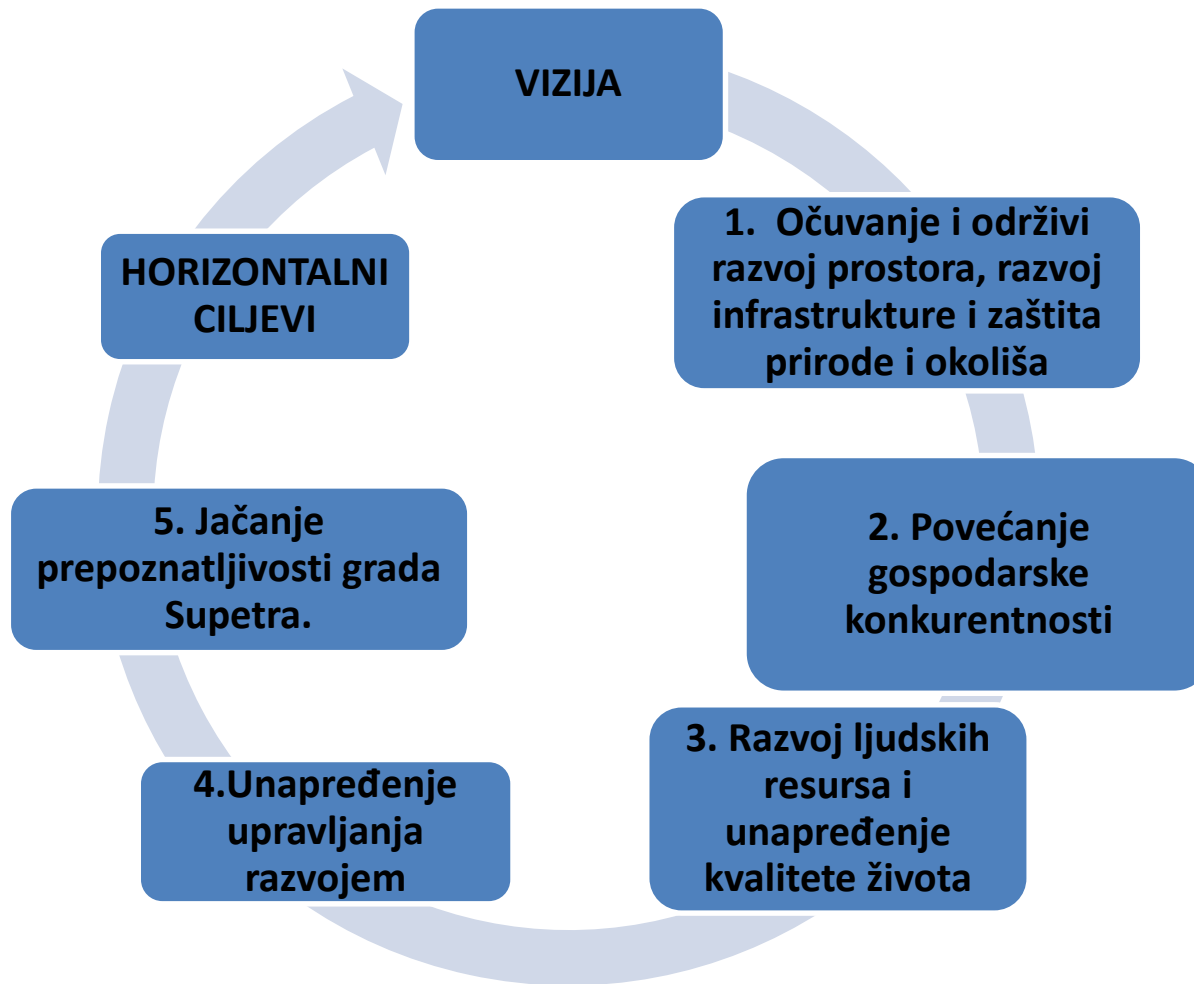 VIZIJA
1. Očuvanje i održivi
razvoj prostora, razvoj
infrastrukture i zaštita
prirode i okoliša
2. Povećanje
gospodarske
konkurentnosti
3. Razvoj ljudskih
resursa i
unapređenje
kvalitete života
4.Unapređenje
upravljanja
razvojem
5. Jačanje
prepoznatljivosti grada
Supetra.
HORIZONTALNI
CILJEVI